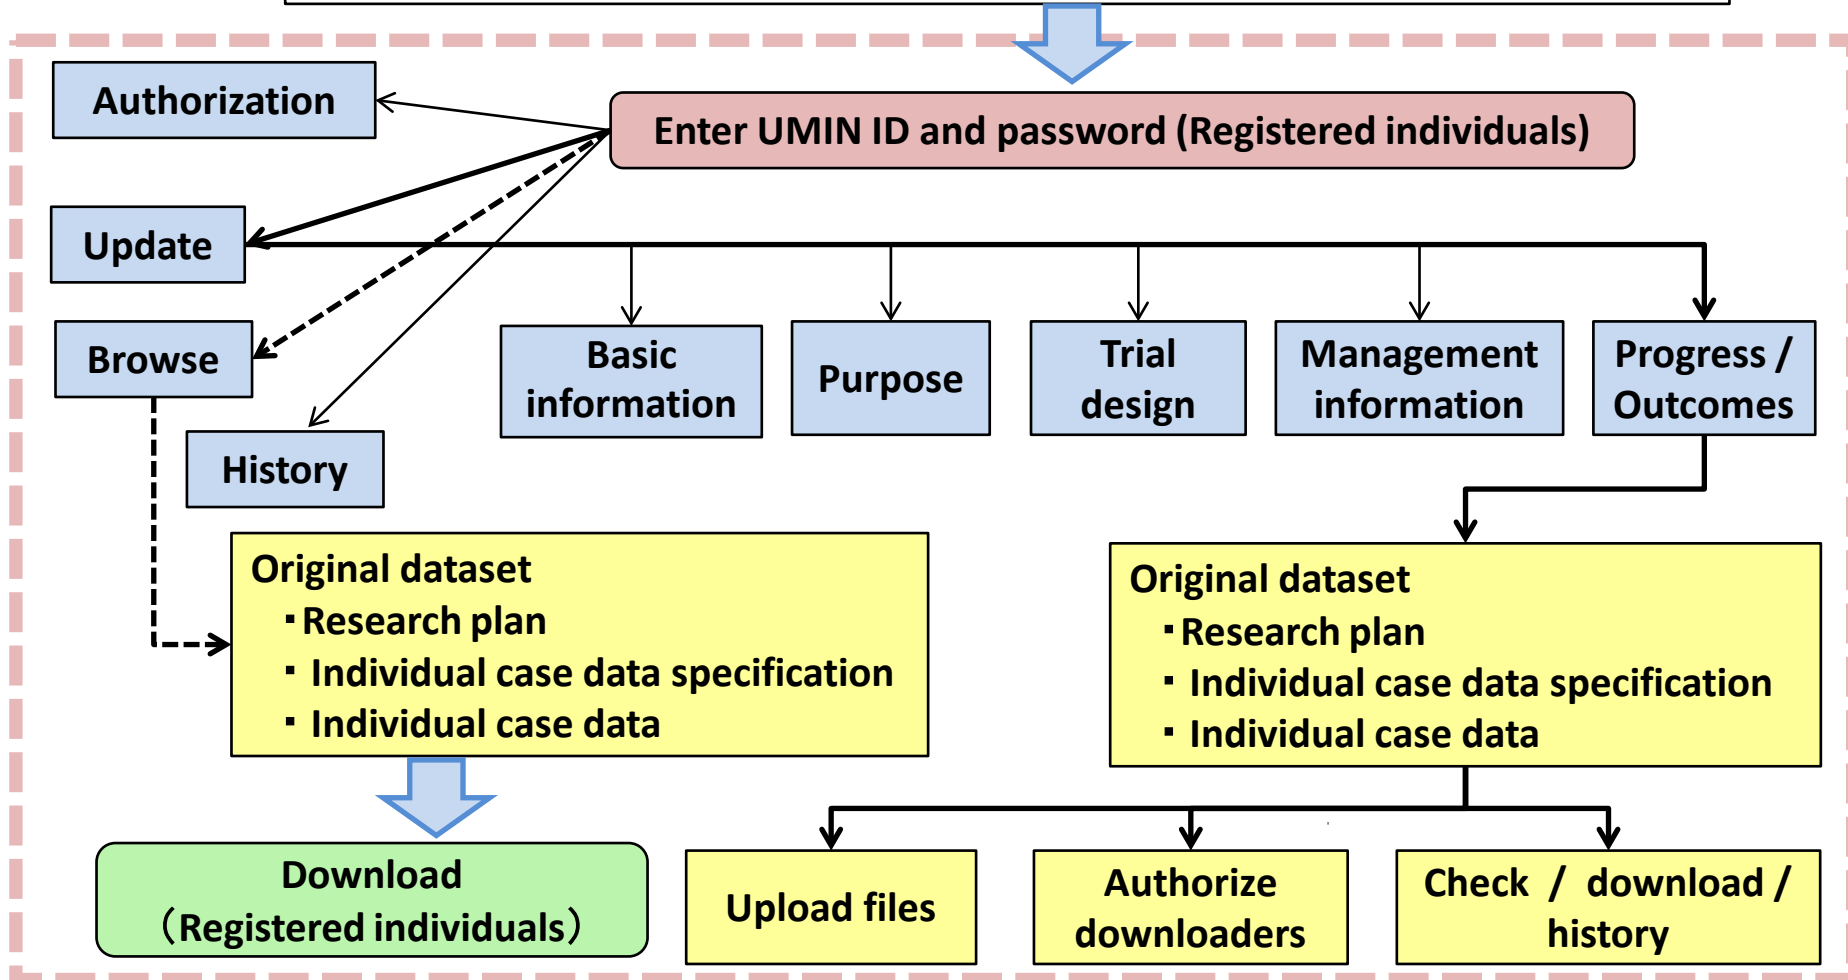 Authorization
Enter UMIN ID and password (Registered individuals)
Update
Browse
History
Basic
information
Purpose
Trial
design
Management
information
Progress /
Outcomes
Original dataset
・Research plan
・ Individual case data specification
・ Individual case data
Original dataset
・Research plan
・ Individual case data specification
・ Individual case data
Download
（Registered individuals）
Upload files
Authorize
downloaders
Check / download /
history